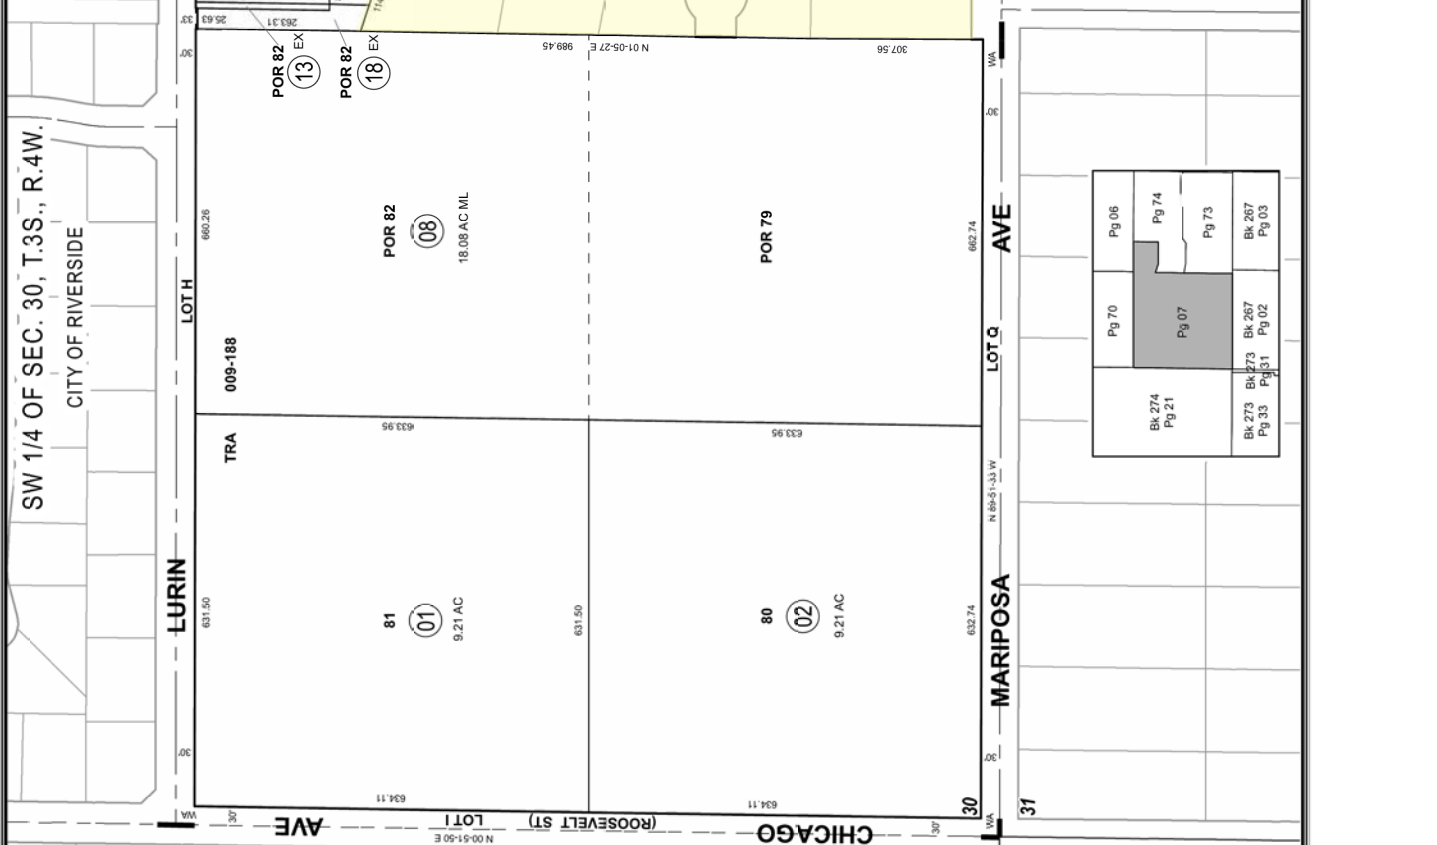 SW 1/4 OF SEC. 30, T.3S., R.4W.
CITY OF RIVERSIDE
33'
25.63
263.31
30'
POR 82
13
EX
POR 82
18
EX
989.45
N 01-05-27 E
307.56
WA
30'
660.26
LOT H
POR 82
08
18.08 AC ML
POR 79
662.74
AVE
LOT Q
009-188
TRA
633.95
633.95
N 89-51-33 W
LURIN
631.50
81
01
9.21 AC
631.50
80
02
9.21 AC
632.74
MARIPOSA
30'
30'
634.11
634.11
30
31
WA
WA
30'
AVE
LOT I
(ROOSEVELT ST)
CHICAGO
30'
N 00-51-50 E
Pg 06
Pg 74
Pg 73
Bk 267
Pg 03
Pg 70
Pg 07
Bk 267
Pg 02
Bk 273
Pg 31
Bk 274
Pg 21
Bk 273
Pg 33